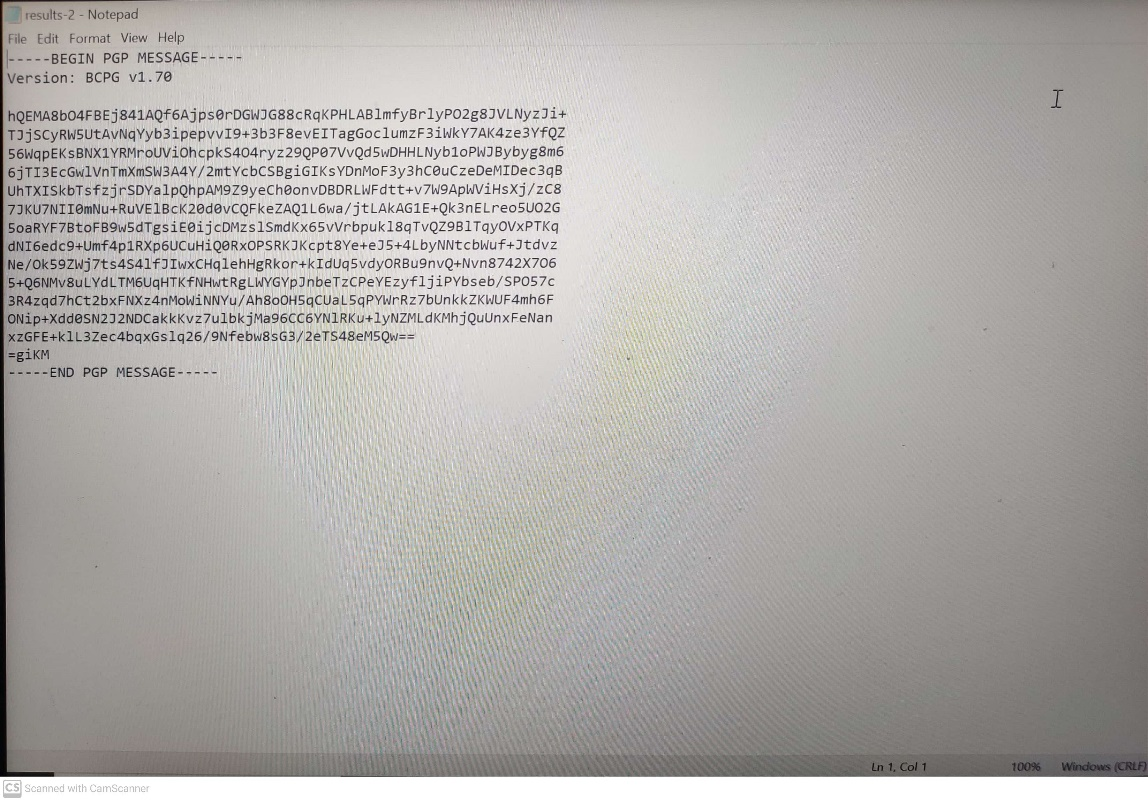 results-2 - Notepad
File Edit Format View Help
-----BEGIN PGP MESSAGE-----
Version: BCPG v1.70
hQEMA8bO4FBEj841AQf6Ajps0rDGWJG88cRqKPHLABlmfyBrlyPO2g8JVLNyzJi+
TJjSCyRW5UtAvNqYyb3ipepvvI9+3b3F8evEITagGoclumzF3iWkY7AK4ze3YfQZ
56WqpEKsBNX1YRMroUViOhcpkS4O4ryz29QP07VvQd5wDHHLNyb1oPWJBybyg8m6
6jTI3EcGwlVnTmXmSW3A4Y/2mtYcbCSBgiGIKsYDnMoF3y3hC0uCzeDeMIDec3qB
UhTXISkbTsfzjrSDYalpQhpAM9Z9yeCh0onvDBDRLWFdtt+v7W9ApWViHsXj/zC8
7JKU7NII0mNu+RuVElBcK20d0vCQFkeZAQ1L6wa/jtLAkAG1E+Qk3nELreo5UO2G
5oaRYF7BtoFB9w5dTgsiE0ijcDMzslSmdKx65vVrbpukl8qTvQZ9BlTqyOVxPTKq
dNI6edc9+Umf4p1RXp6UCuHiQ0RxOPSRKJKcpt8Ye+eJ5+4LbyNNtcbWuf+Jtdvz
Ne/Ok59ZWj7ts4S4lfJIwxCHqlehHgRkor+kIdUq5vdyORBu9nvQ+Nvn8742X7O6
5+Q6NMv8uLYdLTM6UqHTKfNHwtRgLWYGYpJnbeTzCPeYEzyfljiPYbseb/SPO57c
3R4zqd7hCt2bxFNXz4nMoWiNNYu/Ah8oOH5qCUaL5qPYWrRz7bUnkkZKWUF4mh6F
ONip+Xdd0SN2J2NDCakkKvz7ulbkjMa96CC6YNlRKu+lyNZMLdKMhjQuUnxFeNan
xzGFE+klL3Zec4bqxGslq26/9Nfebw8sG3/2eTS48eM5Qw==
=giKM
-----END PGP MESSAGE-----
Ln 1, Col 1
100%
Windows (CRLF)
CS Scanned with CamScanner